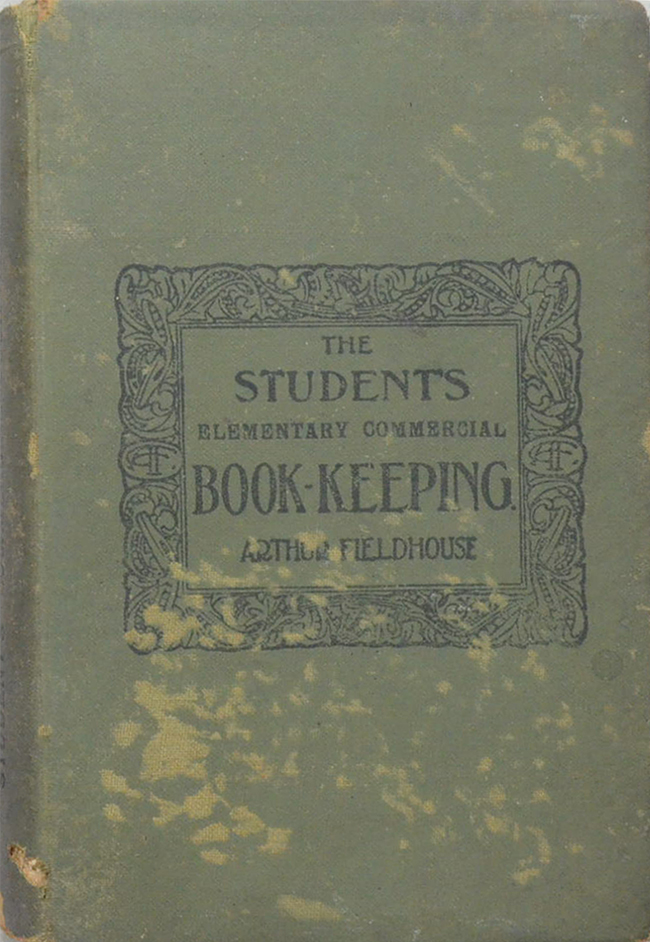 THE
STUDENTS
ELEMENTARY COMMERCIAL
BOOK-KEEPING.
ARTHUR FIELDHOUSE